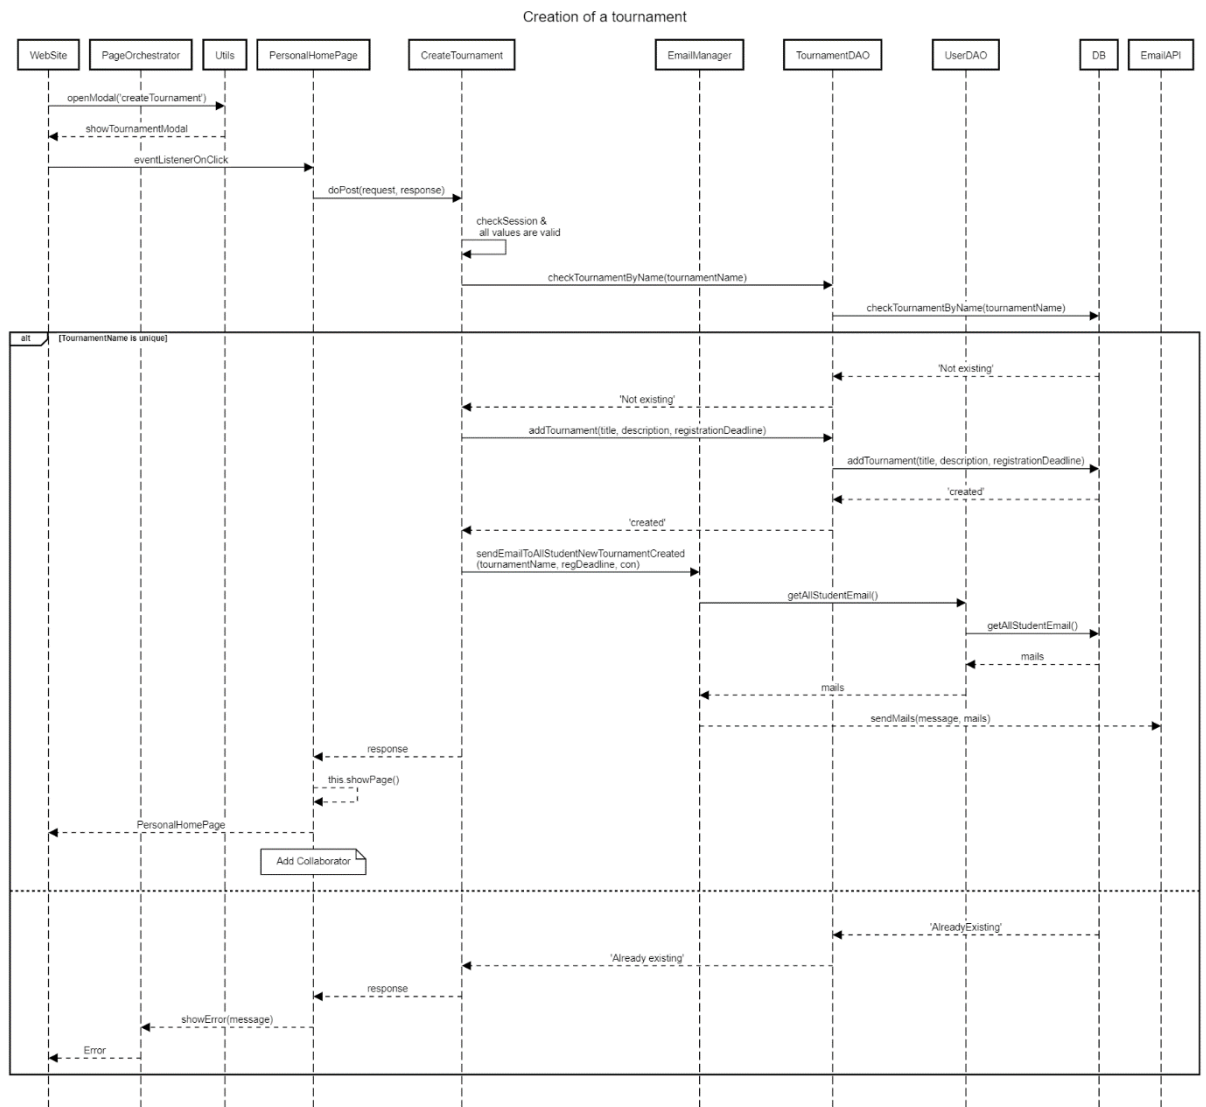 Creation of a tournament
WebSite
PageOrchestrator
Utils
PersonalHomePage
CreateTournament
EmailManager
TournamentDAO
UserDAO
DB
EmailAPI
openModal('createTournament')
showTournamentModal
eventListenerOnClick
doPost(request, response)
checkSession &
all values are valid
checkTournamentByName(tournamentName)
checkTournamentByName(tournamentName)
alt
[TournamentName is unique]
'Not existing'
'Not existing'
addTournament(title, description, registrationDeadline)
addTournament(title, description, registrationDeadline)
'created'
'created'
sendEmailToAllStudentNewTournamentCreated
(tournamentName, regDeadline, con)
getAllStudentEmail()
getAllStudentEmail()
mails
mails
sendMails(message, mails)
response
this.showPage()
PersonalHomePage
Add Collaborator
'AlreadyExisting'
'Already existing'
response
showError(message)
Error